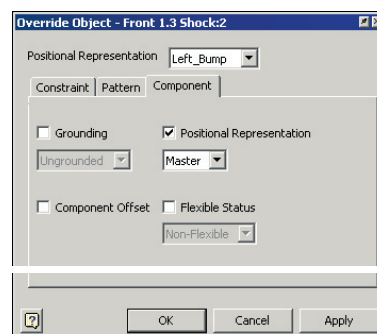 Override Object - Front 1.3 Shock:2
Positional Representation Left_Bump
Constraint Pattern Component
Grounding Positional Representation
Ungrounded Master
Component Offset Flexible Status
Non-Flexible
? OK Cancel Apply